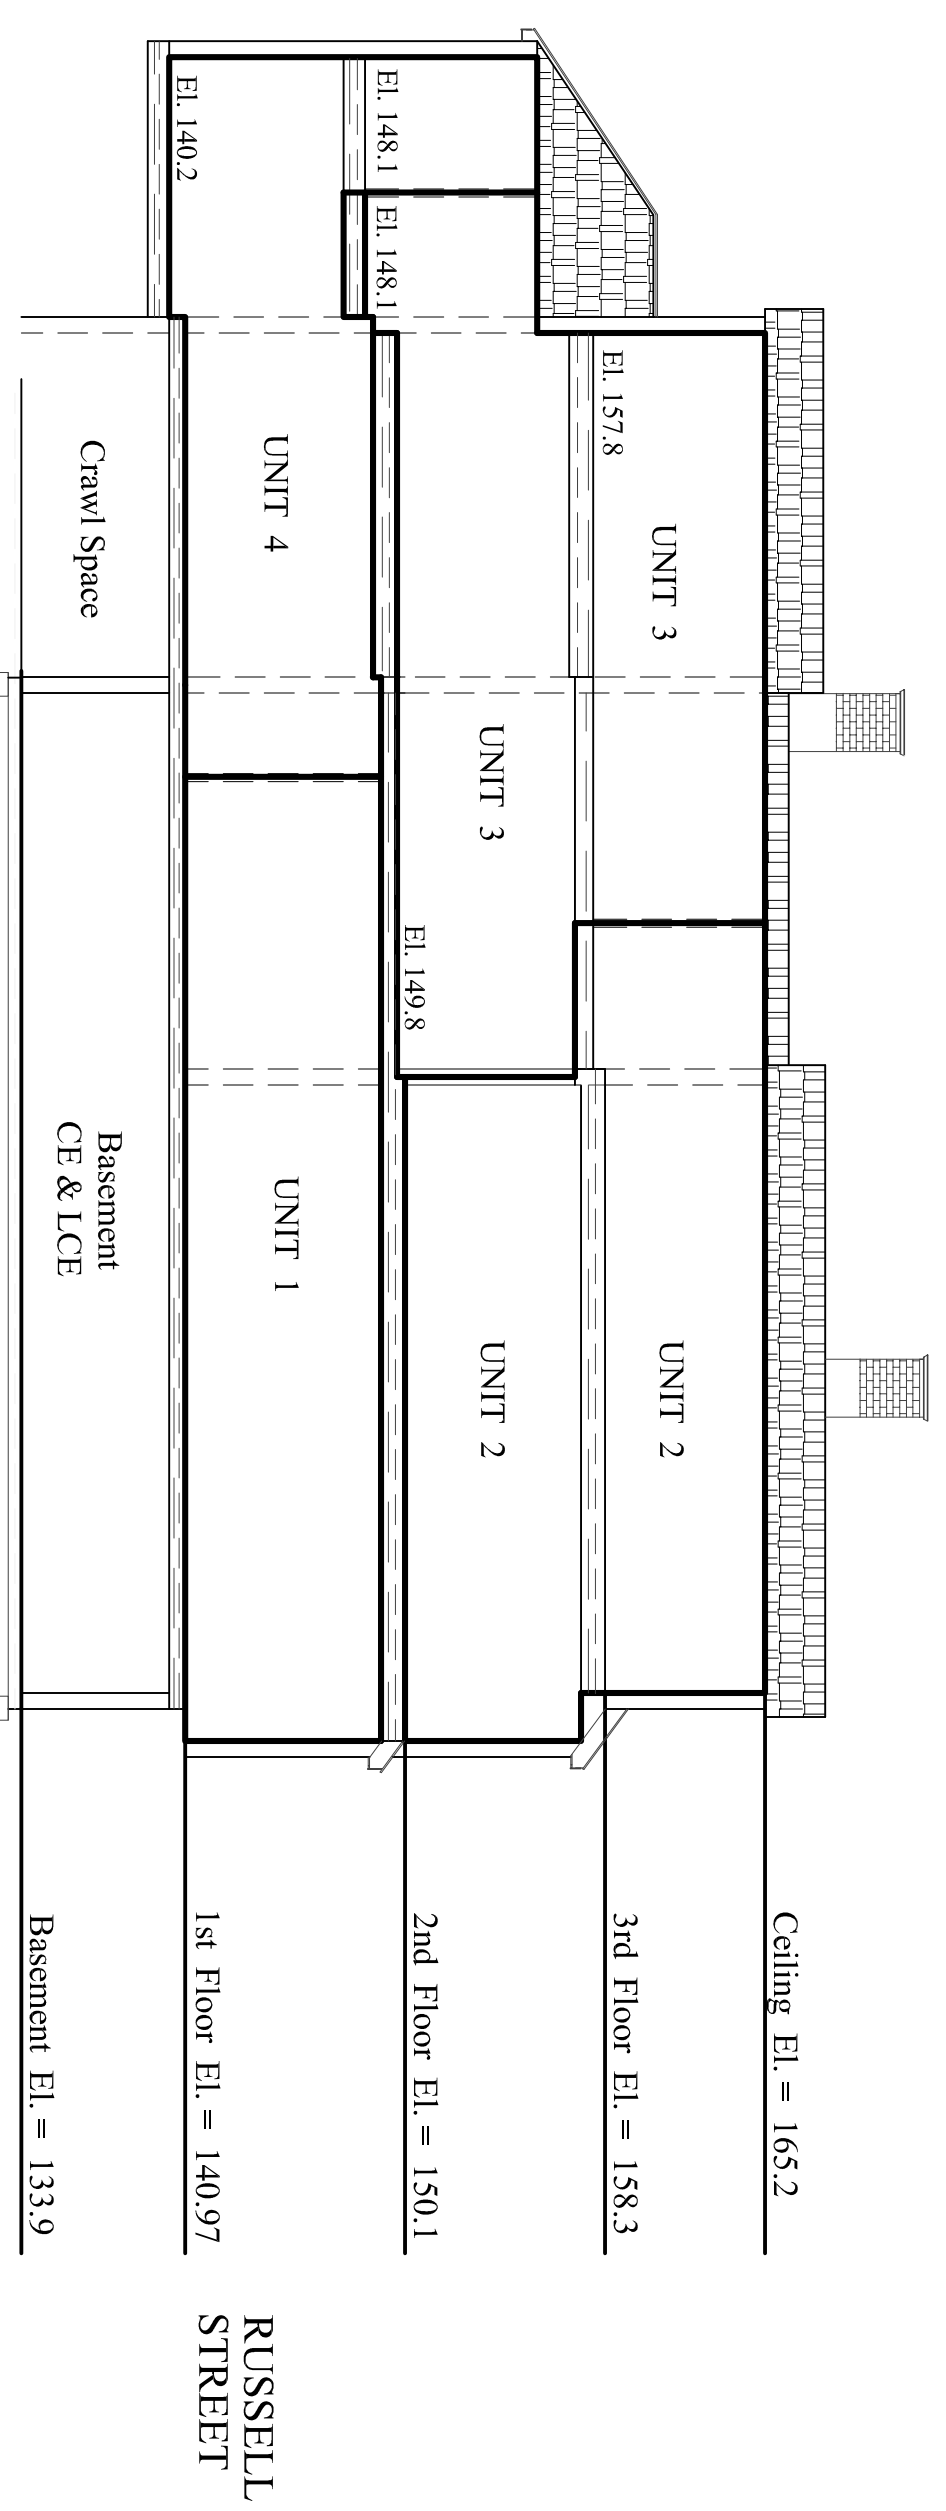 Ceiling El. = 165.2
3rd Floor El. = 158.3
2nd Floor El. = 150.1
1st Floor El. = 140.97
Basement El. = 133.9
El. 157.8
UNIT 3
UNIT 2
El. 148.1
El. 148.1
UNIT 3
El. 149.8
UNIT 2
El. 140.2
UNIT 4
UNIT 1
Crawl Space
Basement
CE & LCE
RUSSELL
STREET